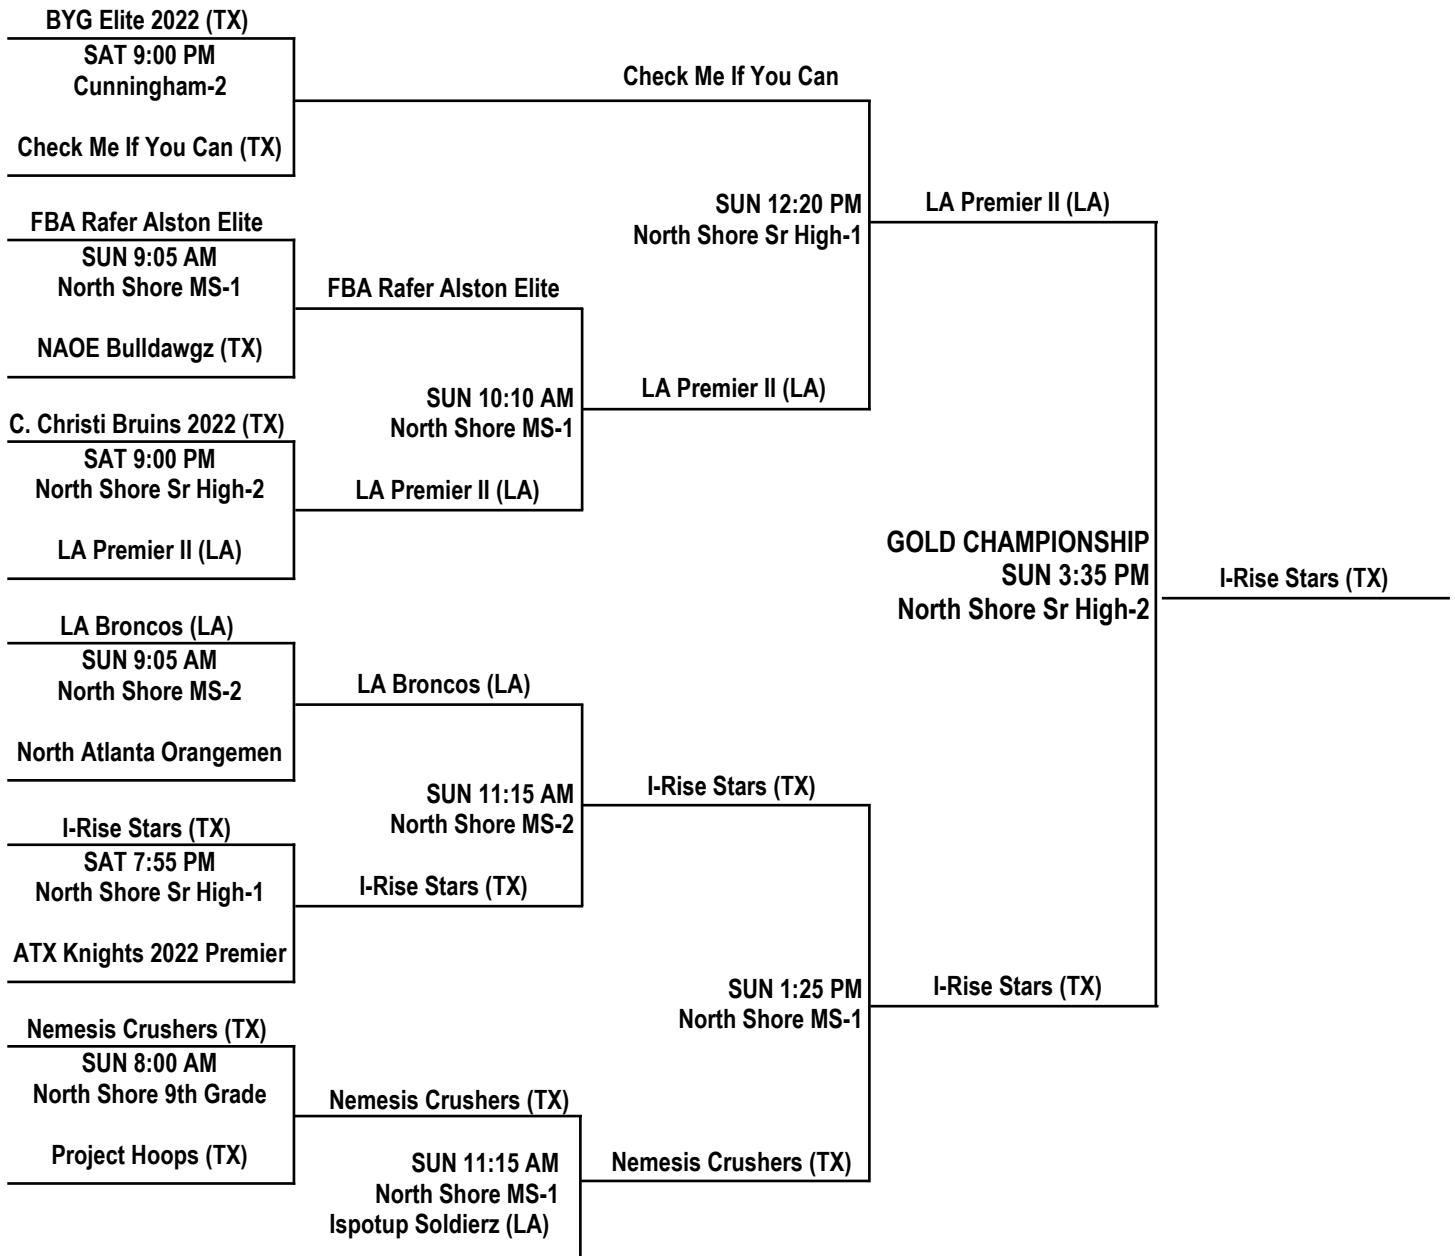 BYG Elite 2022 (TX)
SAT 9:00 PM
Cunningham-2
Check Me If You Can (TX)
Check Me If You Can
FBA Rafer Alston Elite
SUN 9:05 AM
North Shore MS-1
NAOE Bulldawgz (TX)
FBA Rafer Alston Elite
SUN 12:20 PM
North Shore Sr High-1
LA Premier II (LA)
C. Christi Bruins 2022 (TX)
SAT 9:00 PM
North Shore Sr High-2
LA Premier II (LA)
SUN 10:10 AM
North Shore MS-1
LA Premier II (LA)
LA Premier II (LA)
GOLD CHAMPIONSHIP
SUN 3:35 PM
North Shore Sr High-2
I-Rise Stars (TX)
LA Broncos (LA)
SUN 9:05 AM
North Shore MS-2
North Atlanta Orangemen
LA Broncos (LA)
SUN 11:15 AM
North Shore MS-2
I-Rise Stars (TX)
I-Rise Stars (TX)
SAT 7:55 PM
North Shore Sr High-1
ATX Knights 2022 Premier
I-Rise Stars (TX)
SUN 1:25 PM
North Shore MS-1
I-Rise Stars (TX)
Nemesis Crushers (TX)
SUN 8:00 AM
North Shore 9th Grade
Project Hoops (TX)
Nemesis Crushers (TX)
SUN 11:15 AM
North Shore MS-1
Ispotup Soldierz (LA)
Nemesis Crushers (TX)